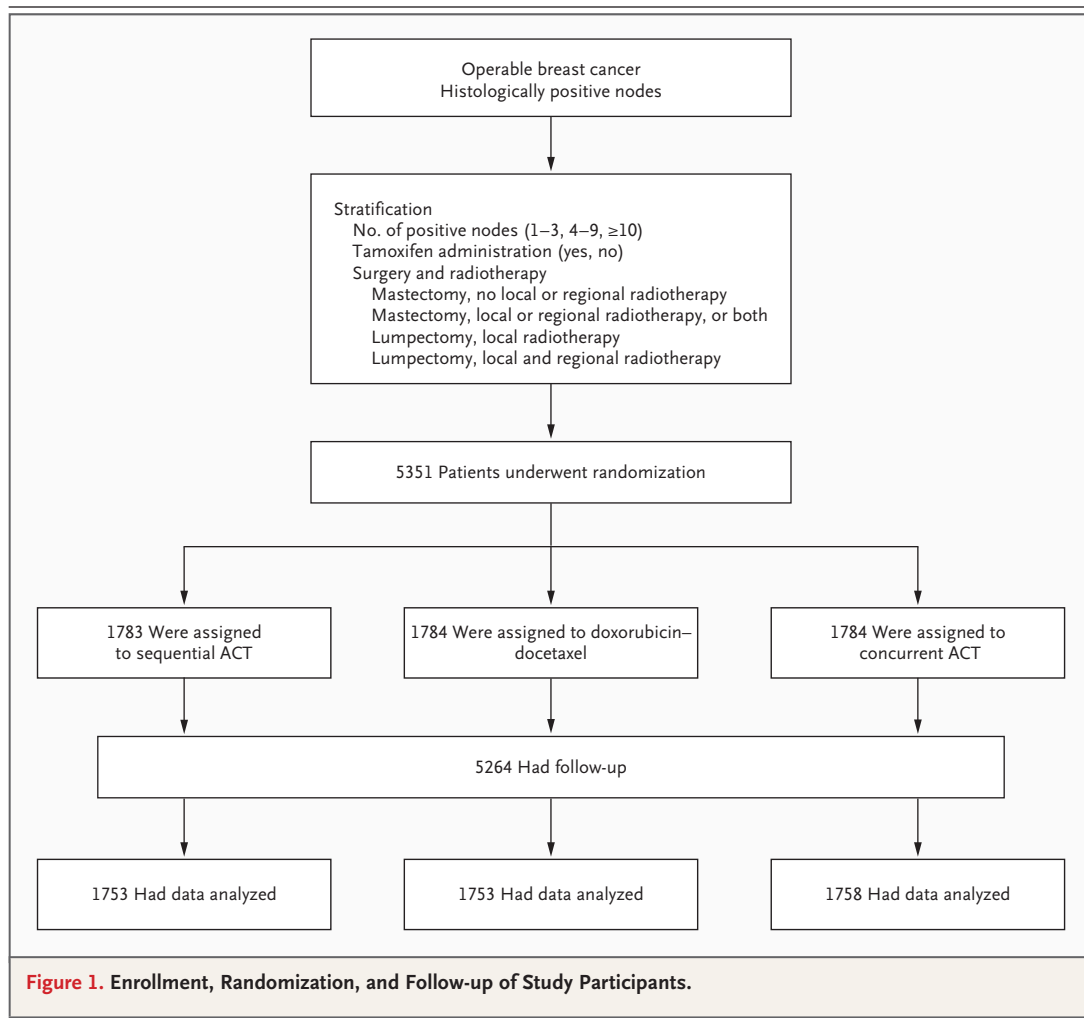 Operable breast cancer
Histologically positive nodes
Stratification
No. of positive nodes (1–3, 4–9, ≥10)
Tamoxifen administration (yes, no)
Surgery and radiotherapy
Mastectomy, no local or regional radiotherapy
Mastectomy, local or regional radiotherapy, or both
Lumpectomy, local radiotherapy
Lumpectomy, local and regional radiotherapy
5351 Patients underwent randomization
1783 Were assigned
to sequential ACT
1784 Were assigned to doxorubicin–
docetaxel
1784 Were assigned to
concurrent ACT
5264 Had follow-up
1753 Had data analyzed
1753 Had data analyzed
1758 Had data analyzed
Figure 1. Enrollment, Randomization, and Follow-up of Study Participants.